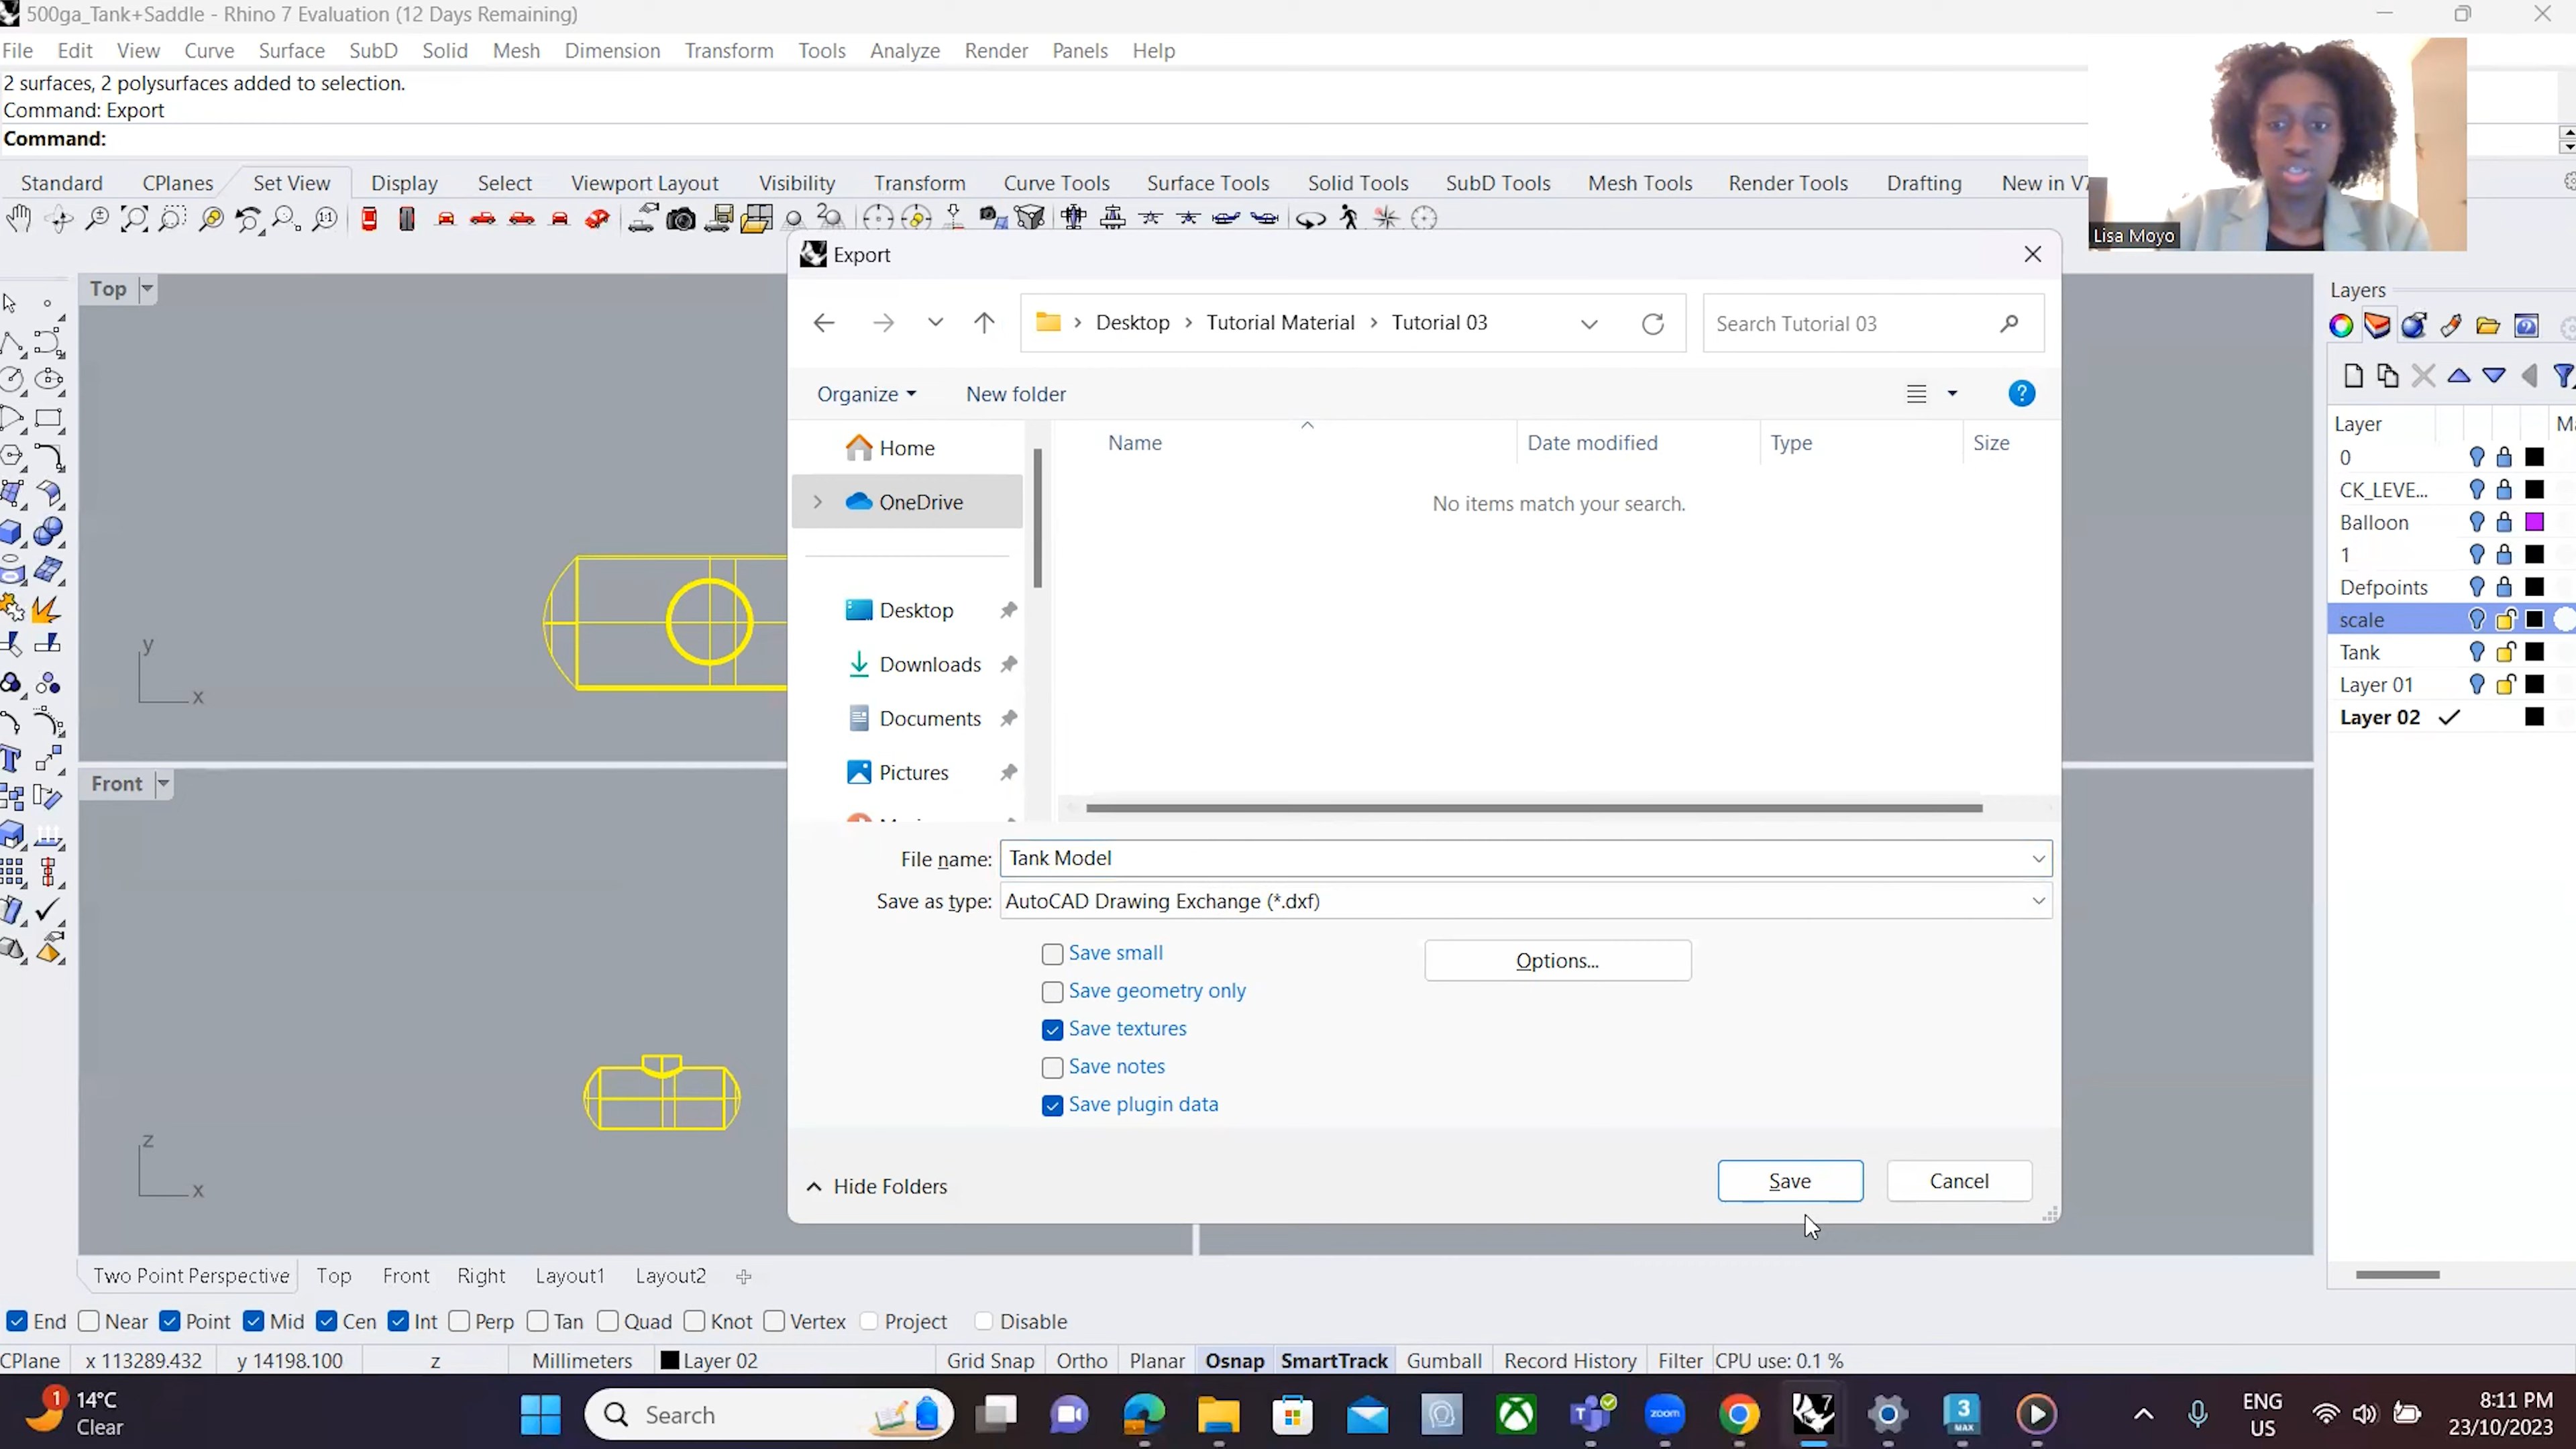 500ga_Tank+Saddle - Rhino 7 Evaluation (12 Days Remaining)
File Edit View Curve Surface SubD Solid Mesh Dimension Transform Tools Analyze Render Panels Help
2 surfaces, 2 polysurfaces added to selection.
Command: Export
Command:
Standard CPlanes Set View Display Select Viewport Layout Visibility Transform Curve Tools Surface Tools Solid Tools SubD Tools Mesh Tools Render Tools Drafting New in V7
Lisa Moyo
Export
Desktop > Tutorial Material > Tutorial 03
Search Tutorial 03
Organize New folder
Home
OneDrive
Desktop
Downloads
Documents
Pictures
Name Date modified Type Size
No items match your search.
File name: Tank Model
Save as type: AutoCAD Drawing Exchange (*.dxf)
Save small
Save geometry only
Save textures
Save notes
Save plugin data
Options...
Hide Folders
Save Cancel
Top
y
x
Front
z
x
Layers
Layer
0
CK_LEVE...
Balloon
1
Defpoints
scale
Tank
Layer 01
Layer 02
Two Point Perspective Top Front Right Layout1 Layout2
End Near Point Mid Cen Int Perp Tan Quad Knot Vertex Project Disable
CPlane x 113289.432 y 14198.100 z Millimeters Layer 02 Grid Snap Ortho Planar Osnap SmartTrack Gumball Record History Filter CPU use: 0.1 %
1
14°C
Clear
Search
zoom
7
3
MAX
ENG
US
8:11 PM
23/10/2023